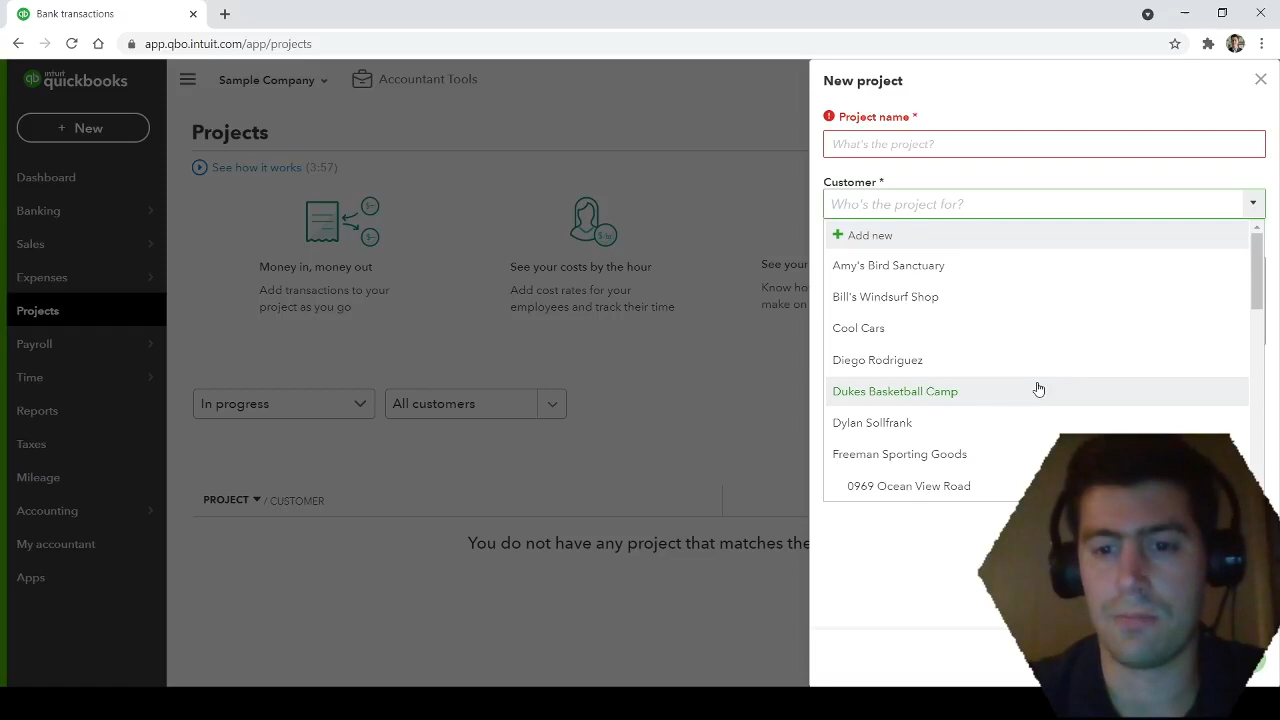 Bank transactions
app.qbo.intuit.com/app/projects
intuit
quickbooks
Sample Company
Accountant Tools
+ New
Dashboard
Banking
Sales
Expenses
Projects
Payroll
Time
Reports
Taxes
Mileage
Accounting
My accountant
Apps
Projects
See how it works (3:57)
Money in, money out
Add transactions to your
project as you go
See your costs by the hour
Add cost rates for your
employees and track their time
See your
Know ho
make on
In progress
All customers
PROJECT / CUSTOMER
You do not have any project that matches the
New project
Project name *
What's the project?
Customer *
Who's the project for?
Add new
Amy's Bird Sanctuary
Bill's Windsurf Shop
Cool Cars
Diego Rodriguez
Dukes Basketball Camp
Dylan Sollfrank
Freeman Sporting Goods
0969 Ocean View Road